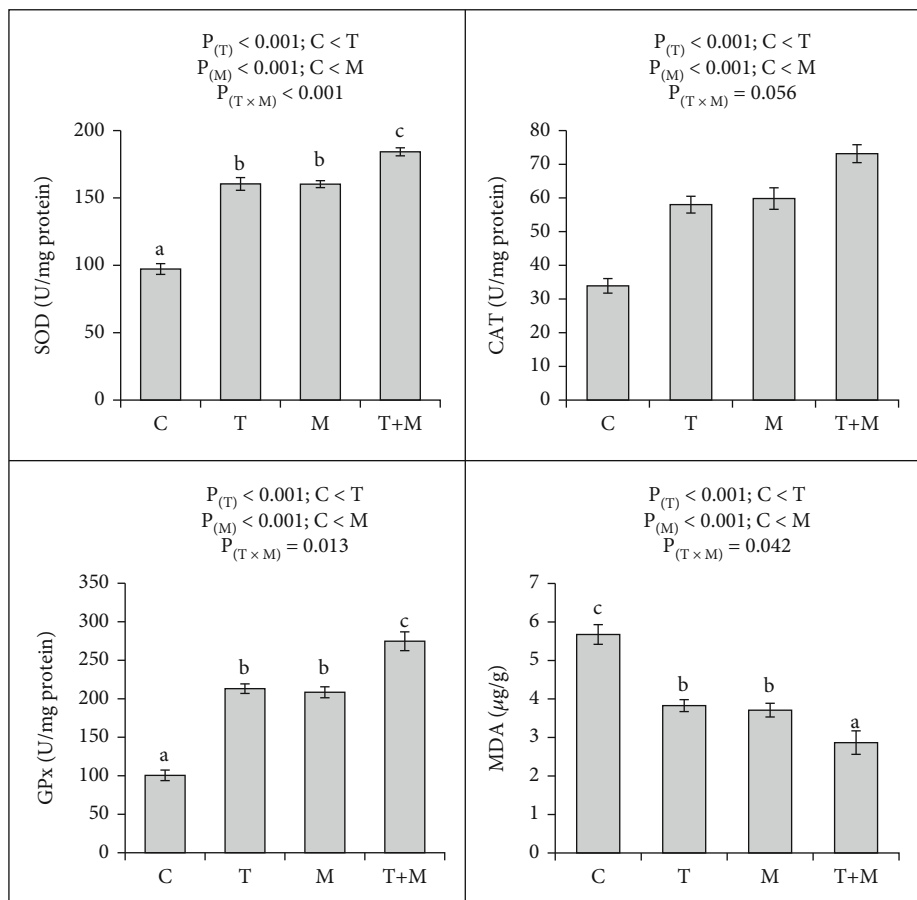 P(T) < 0.001; C < T
P(M) < 0.001; C < M
P(T × M) < 0.001
SOD (U/mg protein)
200
150
100
50
0
a
b
b
c
C T M T+M
P(T) < 0.001; C < T
P(M) < 0.001; C < M
P(T × M) = 0.056
CAT (U/mg protein)
80
70
60
50
40
30
20
10
0
C T M T+M
P(T) < 0.001; C < T
P(M) < 0.001; C < M
P(T × M) = 0.013
GPx (U/mg protein)
350
300
250
200
150
100
50
0
a
b
b
c
C T M T+M
P(T) < 0.001; C < T
P(M) < 0.001; C < M
P(T × M) = 0.042
MDA (μg/g)
7
6
5
4
3
2
1
0
c
b
b
a
C T M T+M